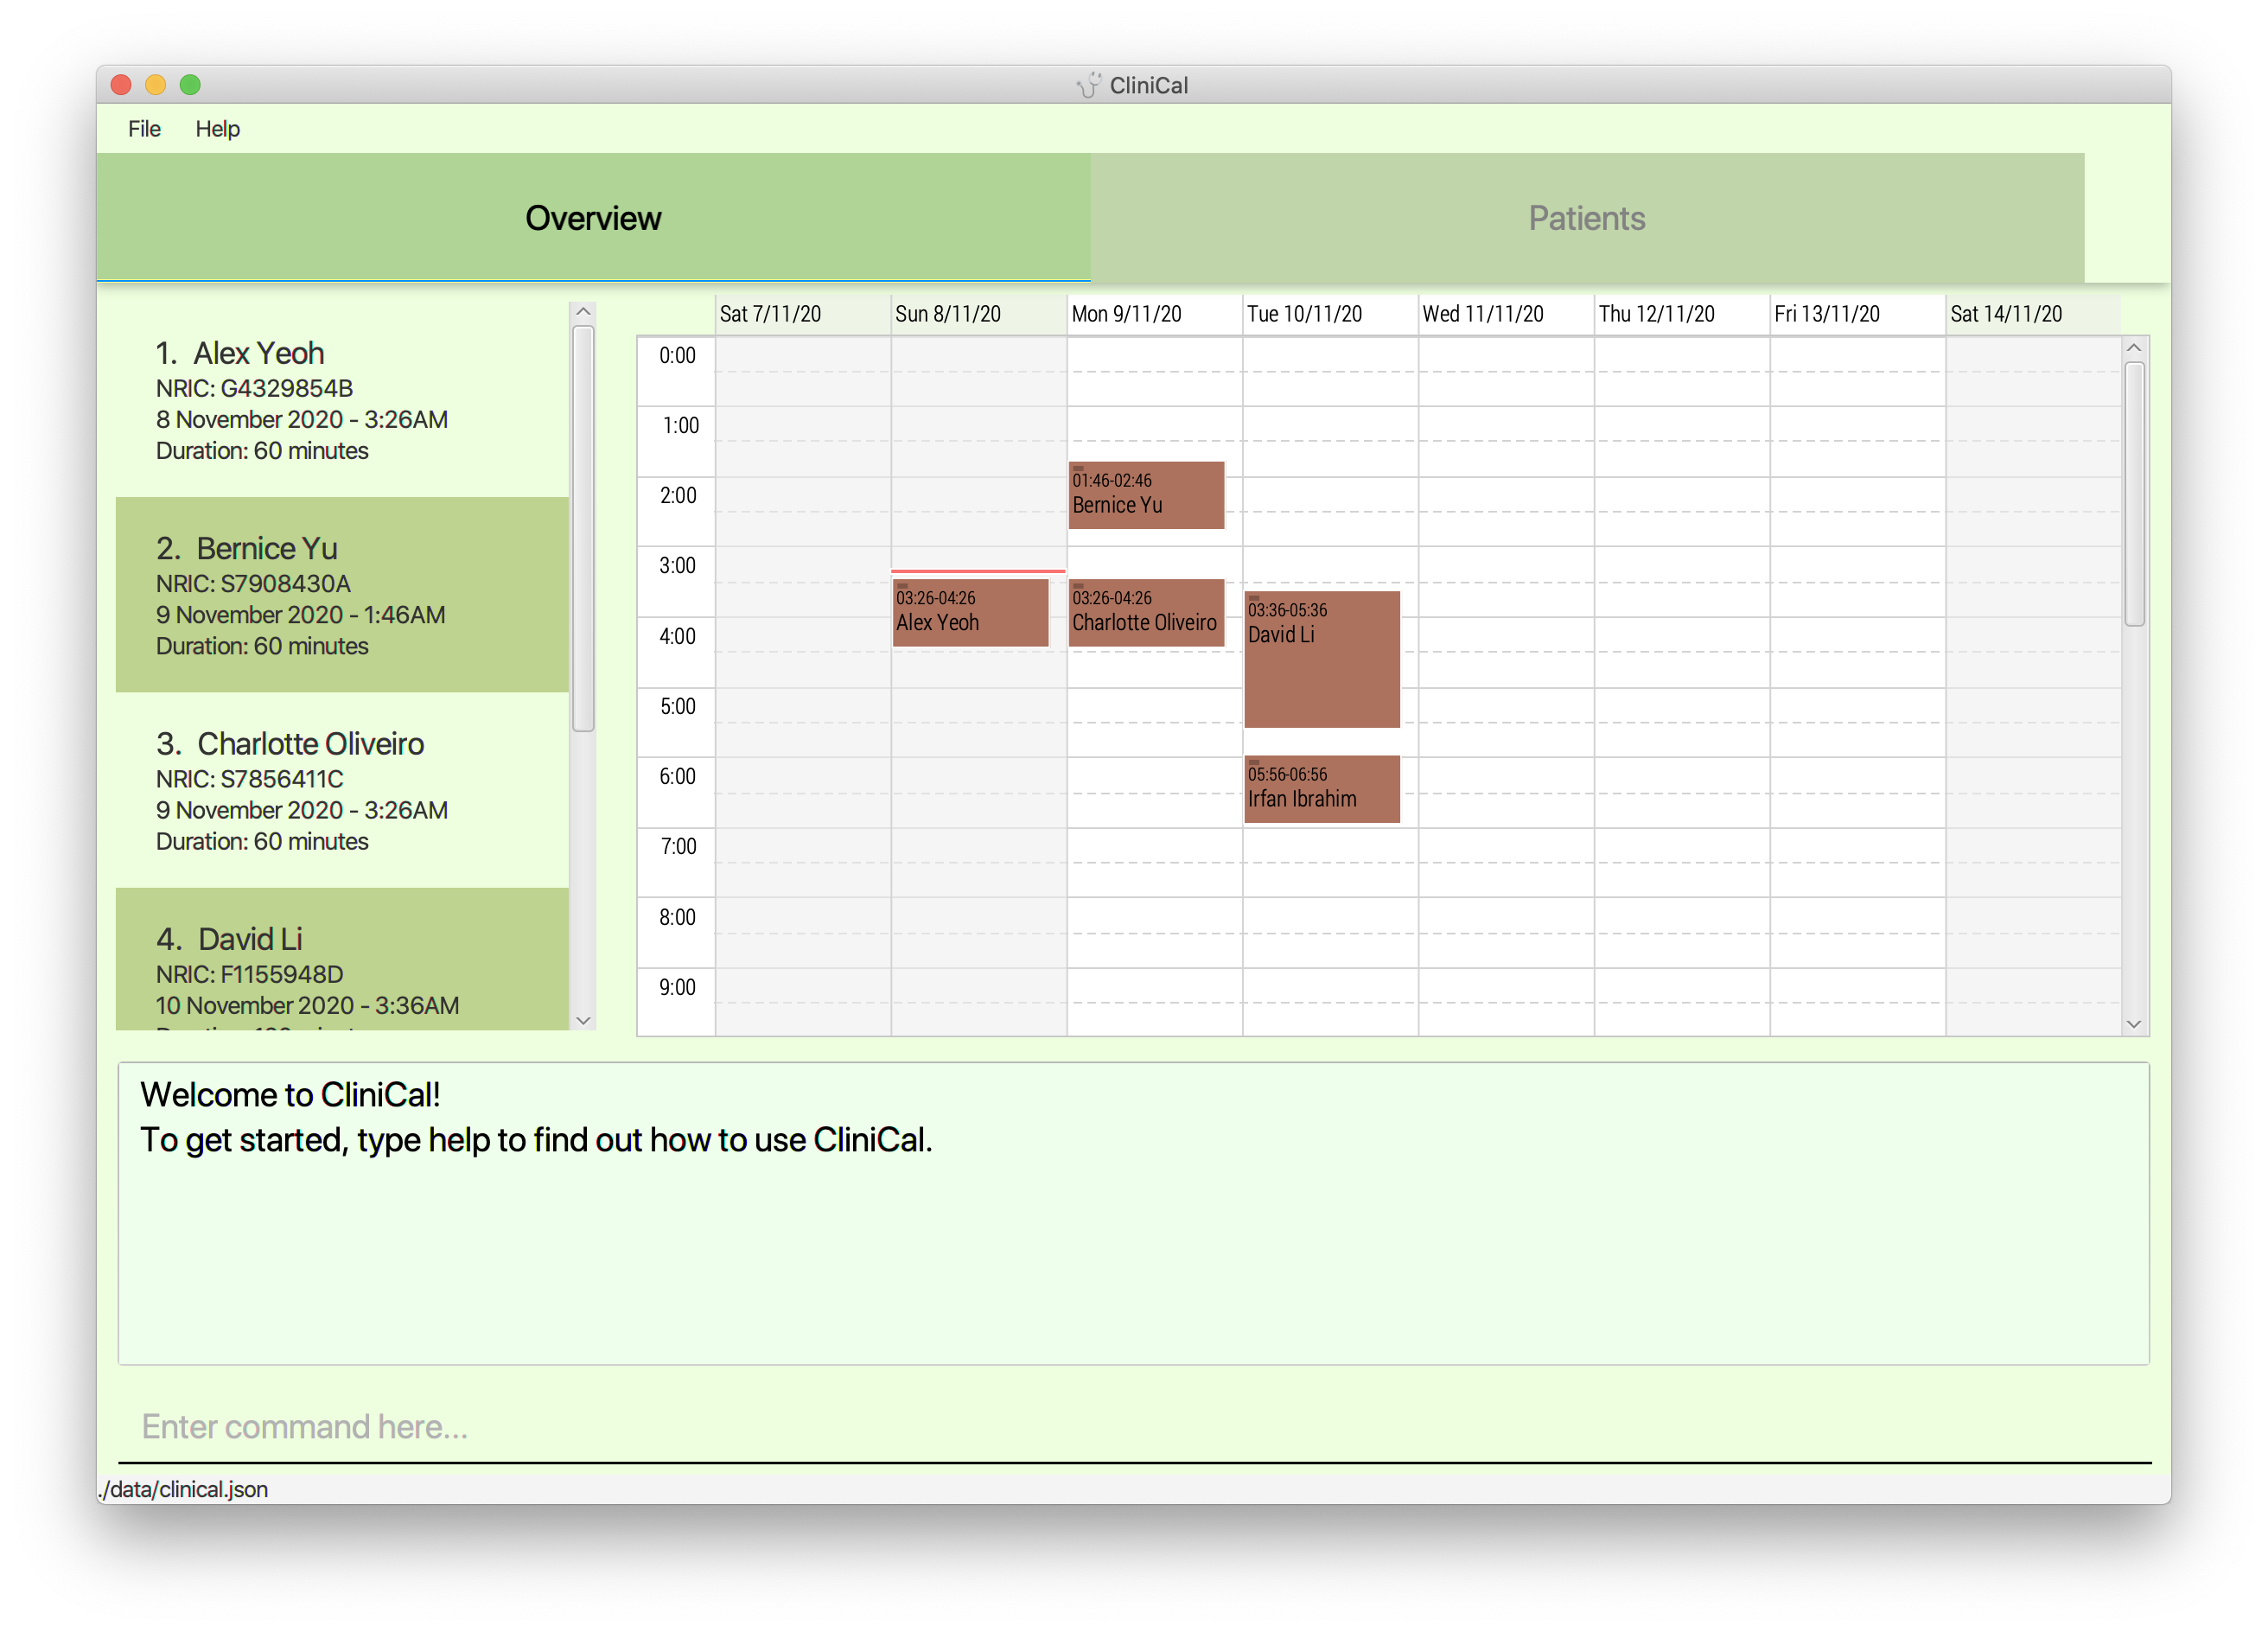 CliniCal
File Help
Overview Patients
1. Alex Yeoh
NRIC: G4329854B
8 November 2020 - 3:26AM
Duration: 60 minutes
2. Bernice Yu
NRIC: S7908430A
9 November 2020 - 1:46AM
Duration: 60 minutes
3. Charlotte Oliveiro
NRIC: S7856411C
9 November 2020 - 3:26AM
Duration: 60 minutes
4. David Li
NRIC: F1155948D
10 November 2020 - 3:36AM
Sat 7/11/20 Sun 8/11/20 Mon 9/11/20 Tue 10/11/20 Wed 11/11/20 Thu 12/11/20 Fri 13/11/20 Sat 14/11/20
0:00
1:00
2:00
3:00
4:00
5:00
6:00
7:00
8:00
9:00
03:26-04:26
Alex Yeoh
01:46-02:46
Bernice Yu
03:26-04:26
Charlotte Oliveiro
03:36-05:36
David Li
05:56-06:56
Irfan Ibrahim
Welcome to CliniCal!
To get started, type help to find out how to use CliniCal.
Enter command here...
./data/clinical.json